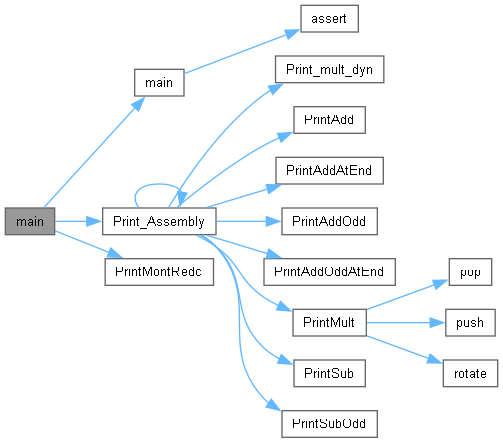 assert
main
Print_mult_dyn
PrintAdd
PrintAddAtEnd
main
Print_Assembly
PrintAddOdd
PrintMontRedc
PrintAddOddAtEnd
pop
PrintMult
push
PrintSub
rotate
PrintSubOdd